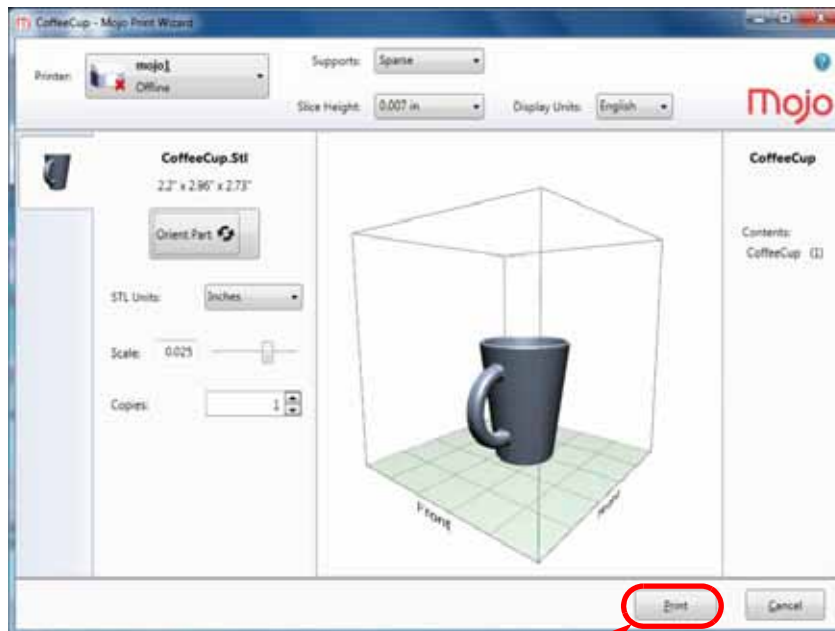 CoffeeCup - Mojo Print Wizard
Printer:
mojo1
Offline
Supports:
Sparse
Slice Height:
0.007 in
Display Units:
English
mojo
CoffeeCup.Stl
2.2" x 2.96" x 2.73"
Orient Part
STL Units:
Inches
Scale:
0.025
Copies:
1
Front
CoffeeCup
Contents:
CoffeeCup (1)
Print
Cancel